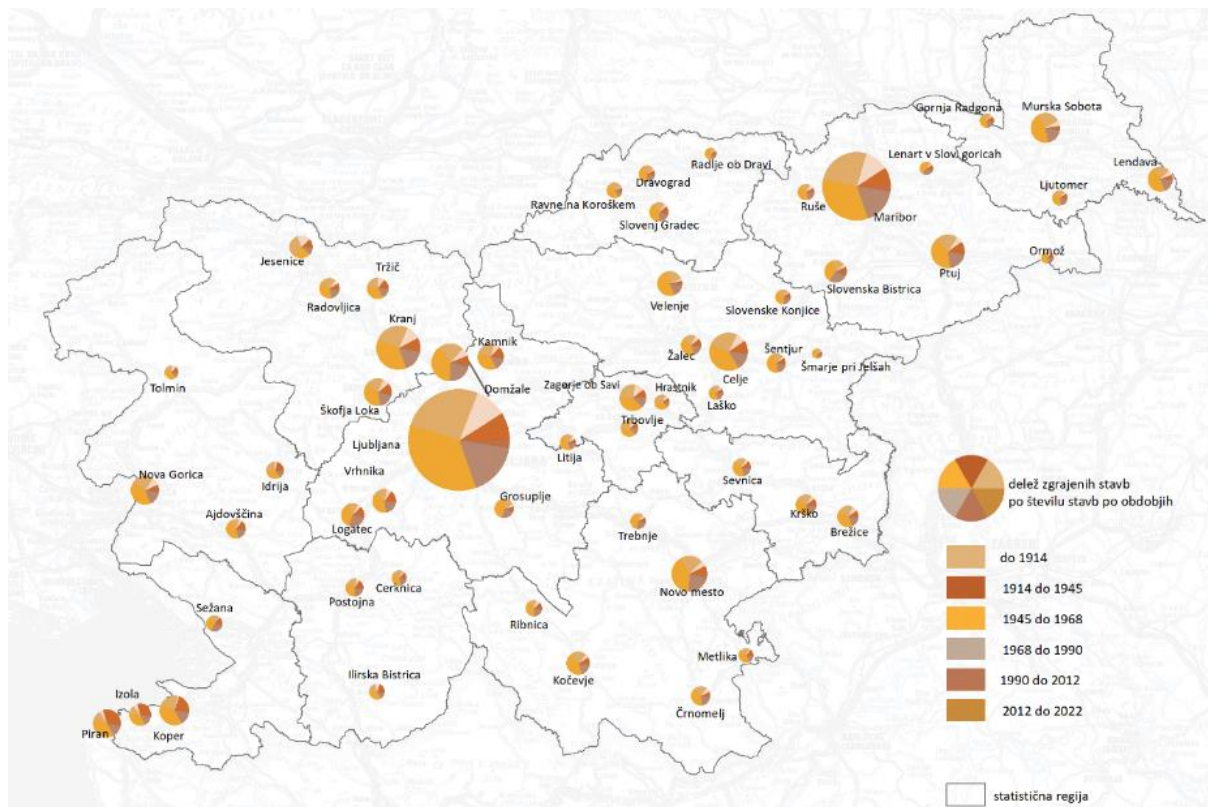 Gornja Radgona
Murska Sobota
Radlje ob Dravi
Lenart v Slovi goricah
Lendava
Dravograd
Ravne na Koroškem
Ruše
Maribor
Ljutomer
Slovenj Gradec
Jesenice
Tržič
Ptuj
Ormož
Radovljica
Velenje
Slovenska Bistrica
Slovenske Konjice
Kranj
Kamnik
Žalec
Šentjur
Tolmin
Celje
Šmarje pri Jelšah
Domžale
Zagorje ob Savi
Hrastnik
Laško
Škofja Loka
Trbovlje
Ljubljana
Litija
Nova Gorica
Idrija
Vrhnika
Sevnica
Grosuplje
Ajdovščina
Logatec
Krško
Brežice
Trebnje
Cerknica
Postojna
Novo mesto
Sežana
Ribnica
Metlika
Ilirska Bistrica
Kočevje
Izola
Črnomelj
Piran
Koper
delež zgrajenih stavb
po številu stavb po obdobjih
do 1914
1914 do 1945
1945 do 1968
1968 do 1990
1990 do 2012
2012 do 2022
statistična regija